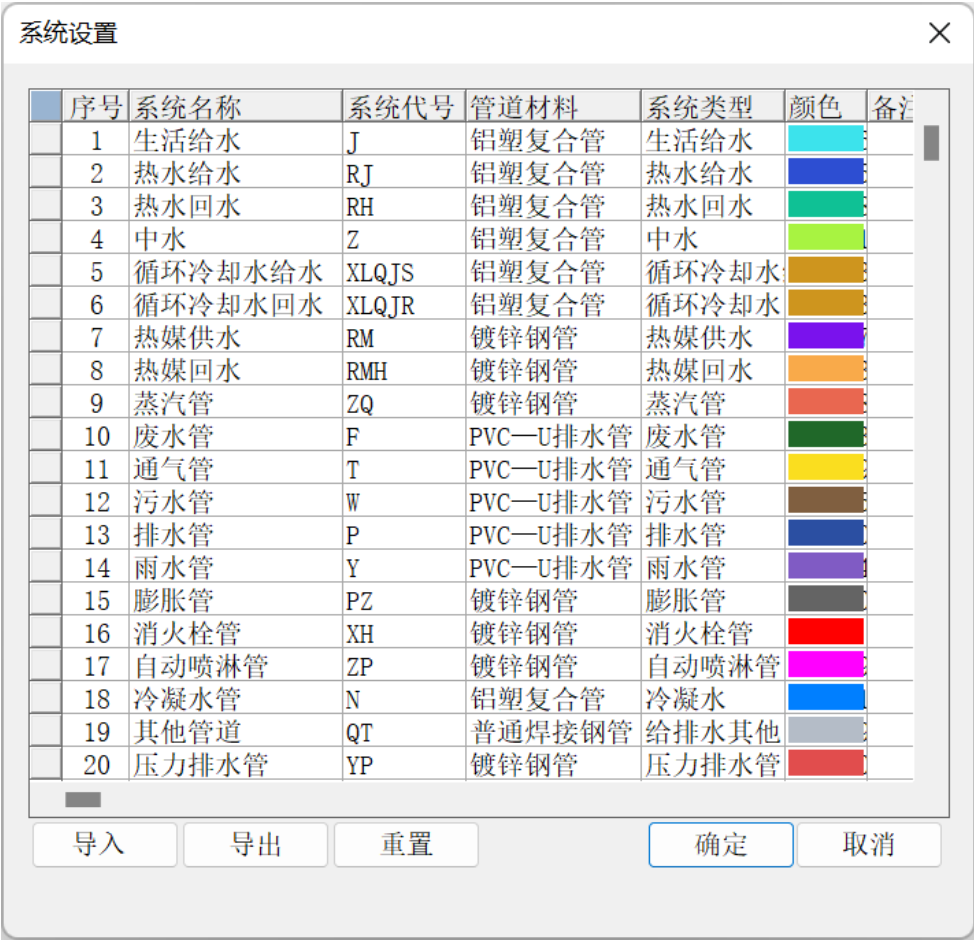 系统设置
序号 系统名称 系统代号 管道材料 系统类型 颜色 备注
1 生活给水 J 铝塑复合管 生活给水
2 热水给水 RJ 铝塑复合管 热水给水
3 热水回水 RH 铝塑复合管 热水回水
4 中水 Z 铝塑复合管 中水
5 循环冷却水给水 XLQJS 铝塑复合管 循环冷却水
6 循环冷却水回水 XLQJR 铝塑复合管 循环冷却水
7 热媒供水 RM 镀锌钢管 热媒供水
8 热媒回水 RMH 镀锌钢管 热媒回水
9 蒸汽管 ZQ 镀锌钢管 蒸汽管
10 废水管 F PVC—U排水管 废水管
11 通气管 T PVC—U排水管 通气管
12 污水管 W PVC—U排水管 污水管
13 排水管 P PVC—U排水管 排水管
14 雨水管 Y PVC—U排水管 雨水管
15 膨胀管 PZ 镀锌钢管 膨胀管
16 消火栓管 XH 镀锌钢管 消火栓管
17 自动喷淋管 ZP 镀锌钢管 自动喷淋管
18 冷凝水管 N 铝塑复合管 冷凝水
19 其他管道 QT 普通焊接钢管 给排水其他
20 压力排水管 YP 镀锌钢管 压力排水管
导入 导出 重置 确定 取消